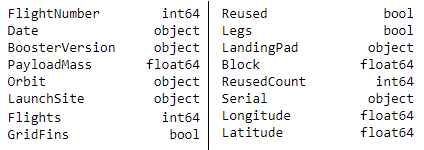 FlightNumber int64
Date object
BoosterVersion object
PayloadMass float64
Orbit object
LaunchSite object
Flights int64
GridFins bool
Reused bool
Legs bool
LandingPad object
Block float64
ReusedCount int64
Serial object
Longitude float64
Latitude float64